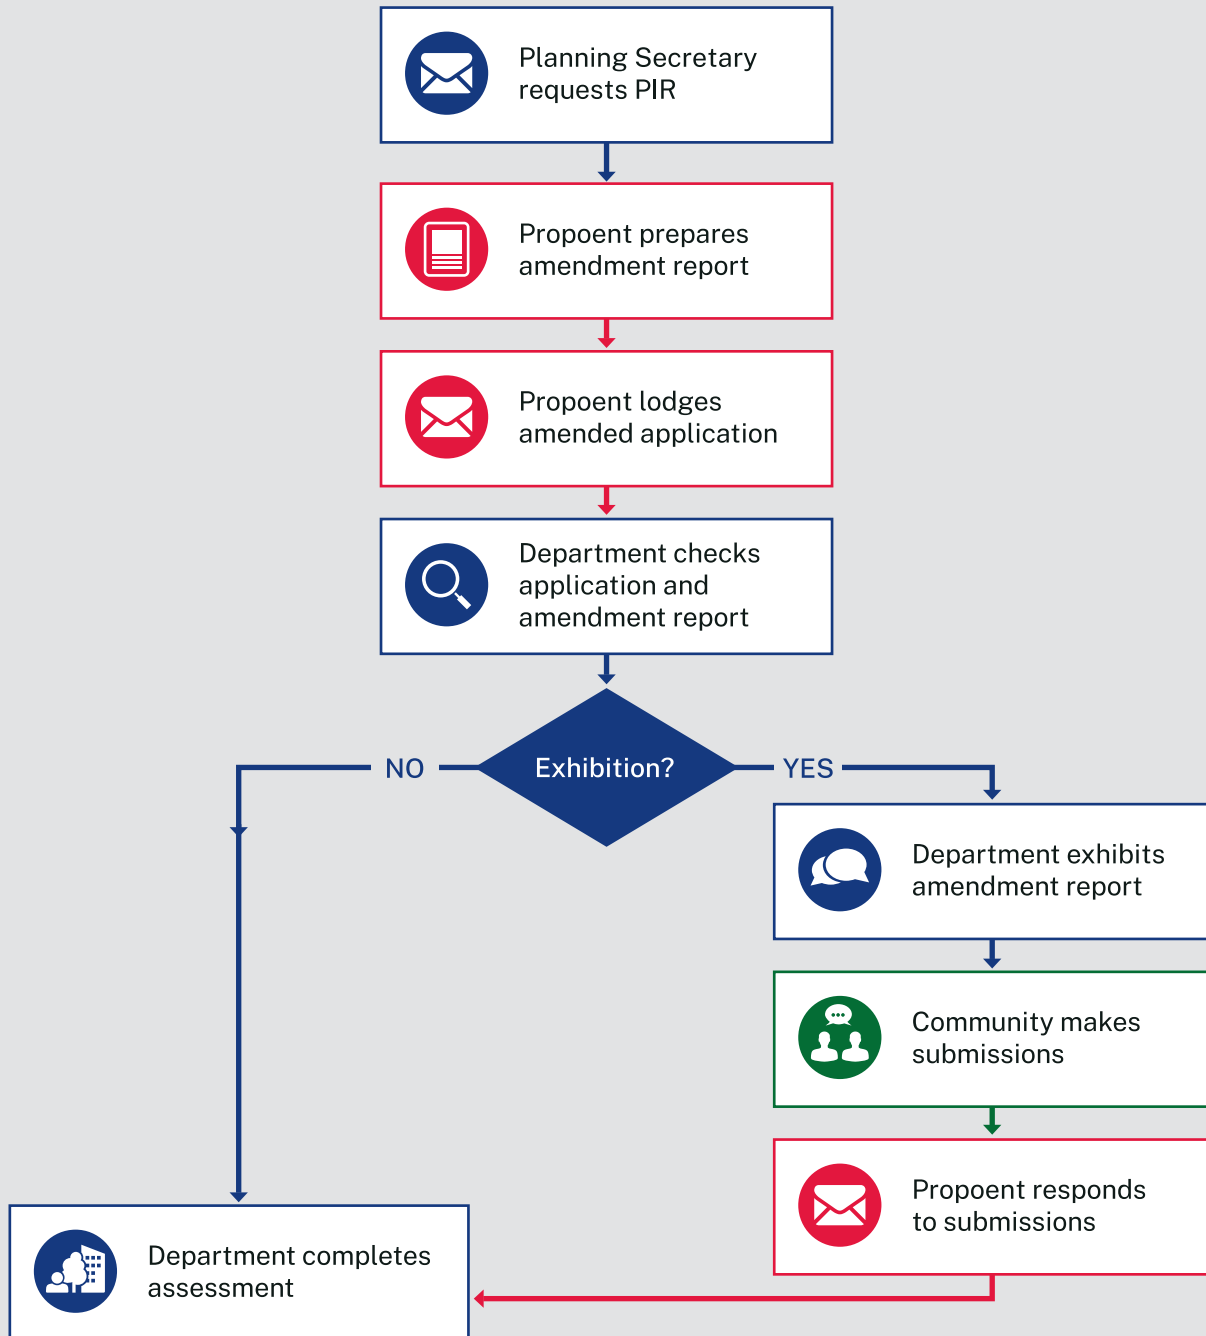 Planning Secretary
requests PIR
Propoent prepares
amendment report
Propoent lodges
amended application
Department checks
application and
amendment report
Exhibition?
NO
YES
Department exhibits
amendment report
Community makes
submissions
Propoent responds
to submissions
Department completes
assessment